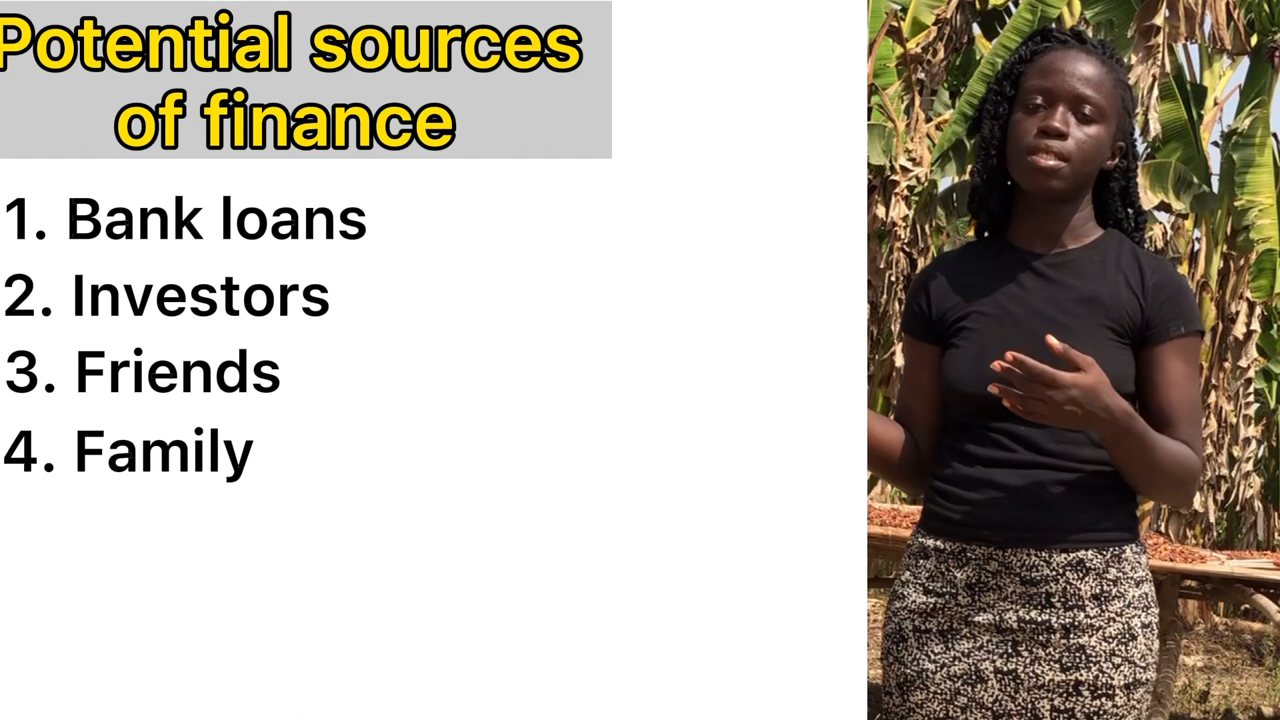 Potential sources
of finance
1. Bank loans
2. Investors
3. Friends
4. Family